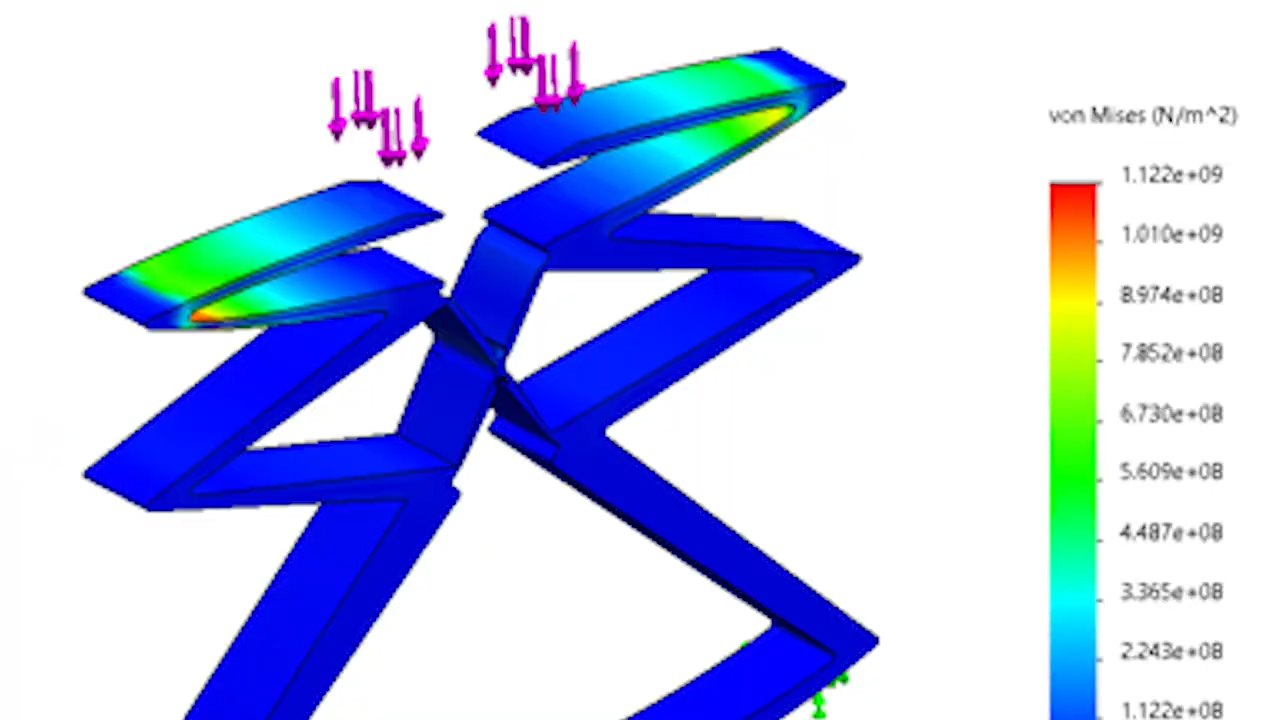 von Mises (N/m^2)
1.122e+09
1.010e+09
8.974e+08
7.852e+08
6.730e+08
5.609e+08
4.487e+08
3.365e+08
2.243e+08
1.122e+08